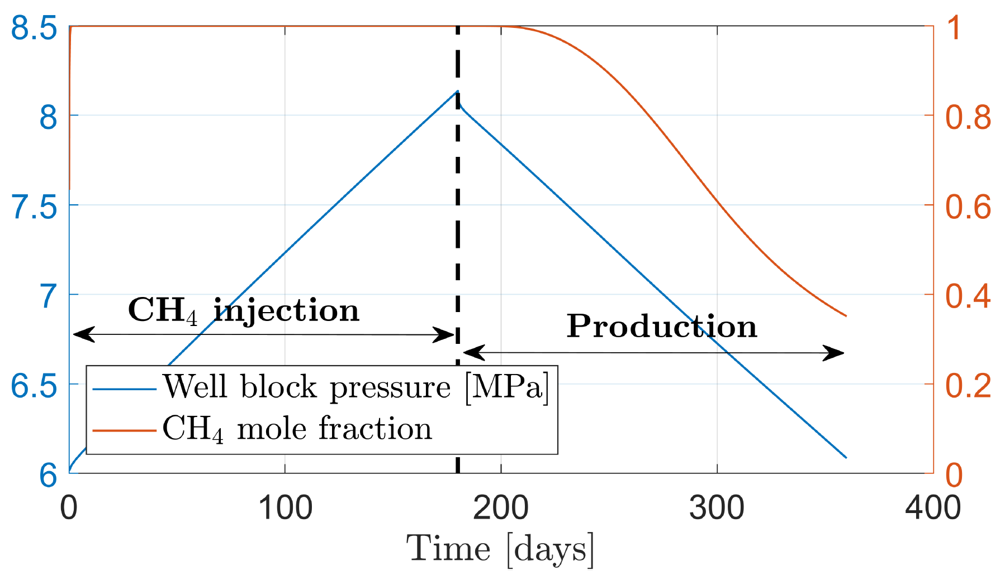 8.5
8
7.5
7
6.5
6
1
0.8
0.6
0.4
0.2
0
CH₄ injection
Production
Well block pressure [MPa]
CH₄ mole fraction
0 100 200 300 400
Time [days]